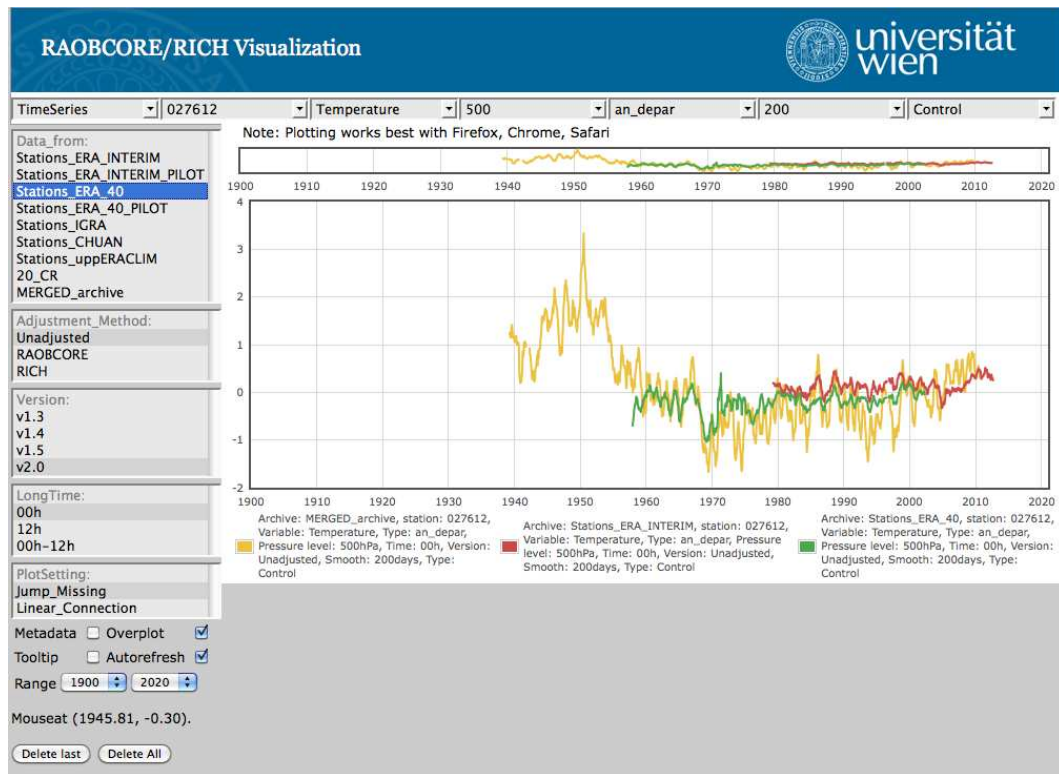 RAOBCORE/RICH Visualization
universität
wien
TimeSeries 027612 Temperature 500 an_depar 200 Control
Note: Plotting works best with Firefox, Chrome, Safari
Data_from:
Stations_ERA_INTERIM
Stations_ERA_INTERIM_PILOT
Stations_ERA_40
Stations_ERA_40_PILOT
Stations_IGRA
Stations_CHUAN
Stations_uppERACLIM
20_CR
MERGED_archive
Adjustment_Method:
Unadjusted
RAOBCORE
RICH
Version:
v1.3
v1.4
v1.5
v2.0
LongTime:
00h
12h
00h-12h
PlotSetting:
Jump_Missing
Linear_Connection
Metadata Overplot
Tooltip Autorefresh
Range 1900 2020
Mouseat (1945.81, -0.30).
Delete last Delete All
1900 1910 1920 1930 1940 1950 1960 1970 1980 1990 2000 2010 2020
4
3
2
1
0
-1
-2
1900 1910 1920 1930 1940 1950 1960 1970 1980 1990 2000 2010 2020
Archive: MERGED_archive, station: 027612,
Variable: Temperature, Type: an_depar,
Pressure level: 500hPa, Time: 00h, Version:
Unadjusted, Smooth: 200days, Type:
Control
Archive: Stations_ERA_INTERIM, station: 027612,
Variable: Temperature, Type: an_depar, Pressure
level: 500hPa, Time: 00h, Version: Unadjusted,
Smooth: 200days, Type: Control
Archive: Stations_ERA_40, station: 027612,
Variable: Temperature, Type: an_depar,
Pressure level: 500hPa, Time: 00h, Version:
Unadjusted, Smooth: 200days, Type:
Control